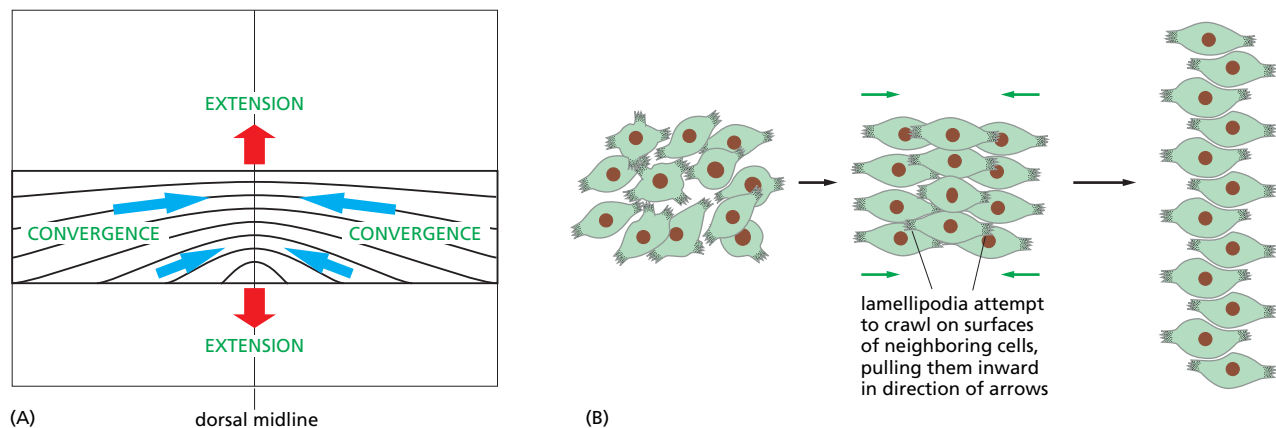 EXTENSION
CONVERGENCE
CONVERGENCE
EXTENSION
(A)
dorsal midline
lamellipodia attempt
to crawl on surfaces
of neighboring cells,
pulling them inward
in direction of arrows
(B)